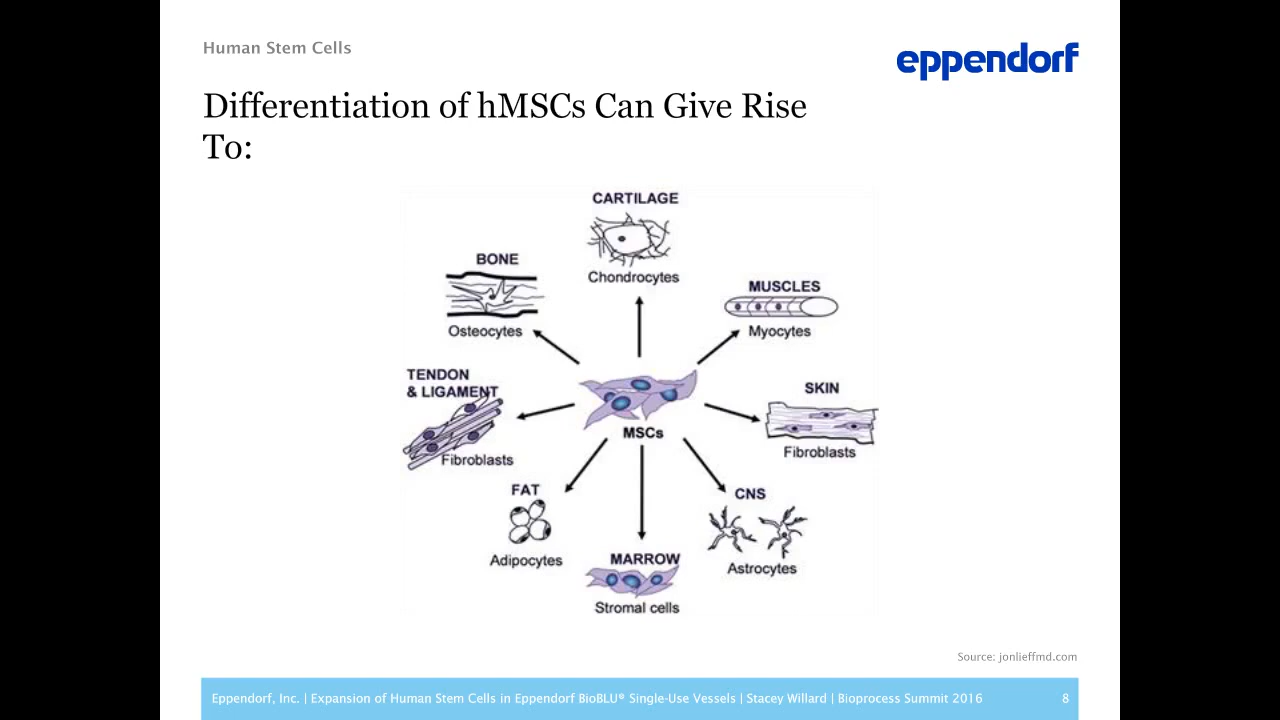 Human Stem Cells
eppendorf
Differentiation of hMSCs Can Give Rise
To:
CARTILAGE
Chondrocytes
BONE
Osteocytes
MUSCLES
Myocytes
TENDON
& LIGAMENT
Fibroblasts
MSCs
SKIN
Fibroblasts
FAT
Adipocytes
CNS
Astrocytes
MARROW
Stromal cells
Source: jonlieffmd.com
Eppendorf, Inc. | Expansion of Human Stem Cells in Eppendorf BioBLU® Single-Use Vessels | Stacey Willard | Bioprocess Summit 2016 8